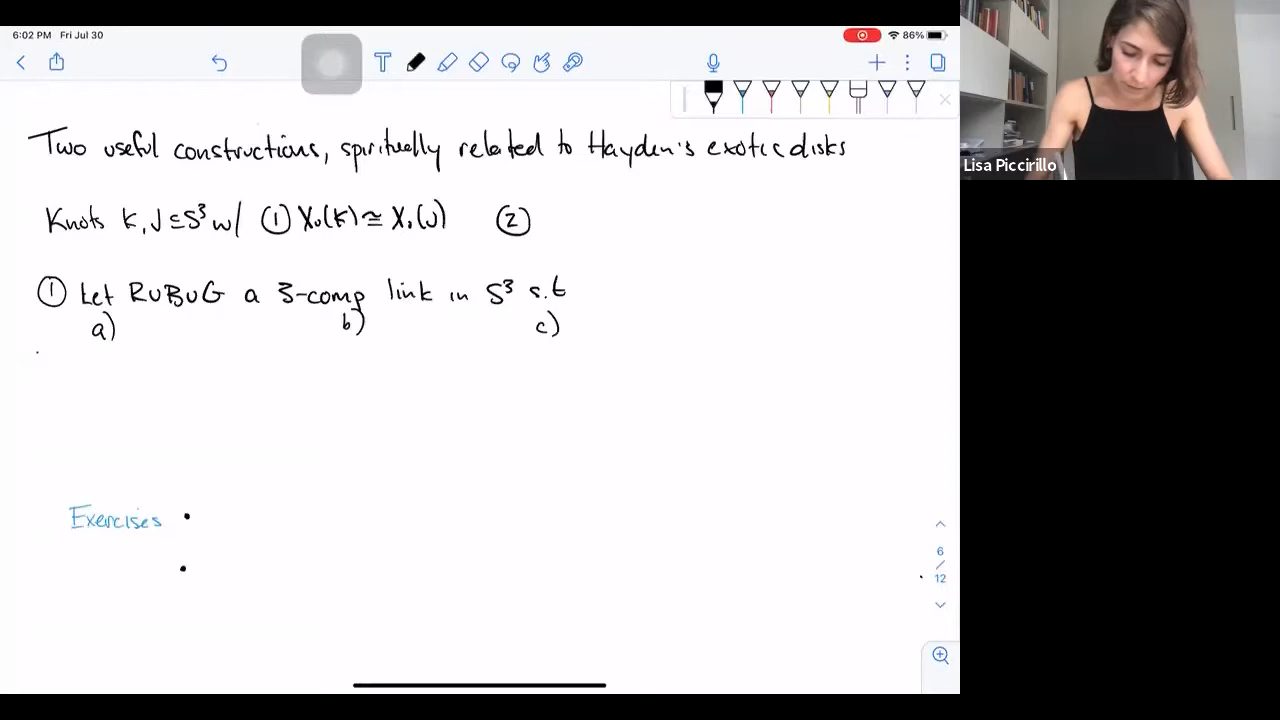 6:02 PM Fri Jul 30
86%
Two useful constructions, spiritually related to Hayden's exotic disks
Lisa Piccirillo
Knots K, J ⊆ S³ w/ ① X₀(K) ≅ X₀(J) ②
① Let R∪B∪G a 3-comp link in S³ s.t
a) b) c)
Exercises •
•
6
/
12